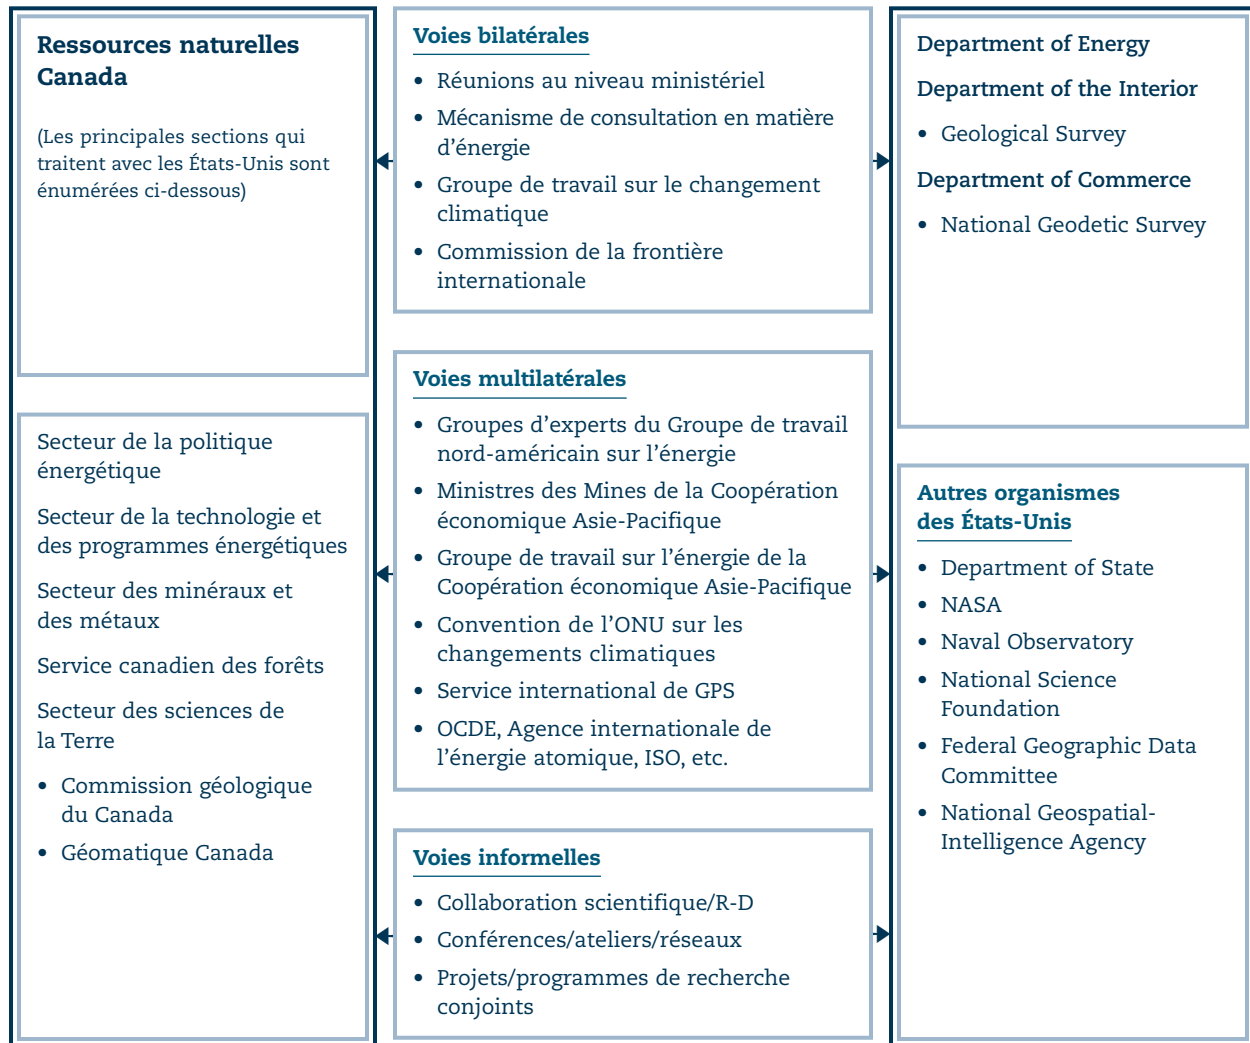 Ressources naturelles
Canada
(Les principales sections qui
traitent avec les États-Unis sont
énumérées ci-dessous)
Secteur de la politique
énergétique
Secteur de la technologie et
des programmes énergétiques
Secteur des minéraux et
des métaux
Service canadien des forêts
Secteur des sciences de
la Terre
• Commission géologique
du Canada
• Géomatique Canada
Voies bilatérales
• Réunions au niveau ministériel
• Mécanisme de consultation en matière
d'énergie
• Groupe de travail sur le changement
climatique
• Commission de la frontière
internationale
Voies multilatérales
• Groupes d'experts du Groupe de travail
nord-américain sur l'énergie
• Ministres des Mines de la Coopération
économique Asie-Pacifique
• Groupe de travail sur l'énergie de la
Coopération économique Asie-Pacifique
• Convention de l'ONU sur les
changements climatiques
• Service international de GPS
• OCDE, Agence internationale de
l'énergie atomique, ISO, etc.
Voies informelles
• Collaboration scientifique/R-D
• Conférences/ateliers/réseaux
• Projets/programmes de recherche
conjoints
Department of Energy
Department of the Interior
• Geological Survey
Department of Commerce
• National Geodetic Survey
Autres organismes
des États-Unis
• Department of State
• NASA
• Naval Observatory
• National Science
Foundation
• Federal Geographic Data
Committee
• National Geospatial-
Intelligence Agency